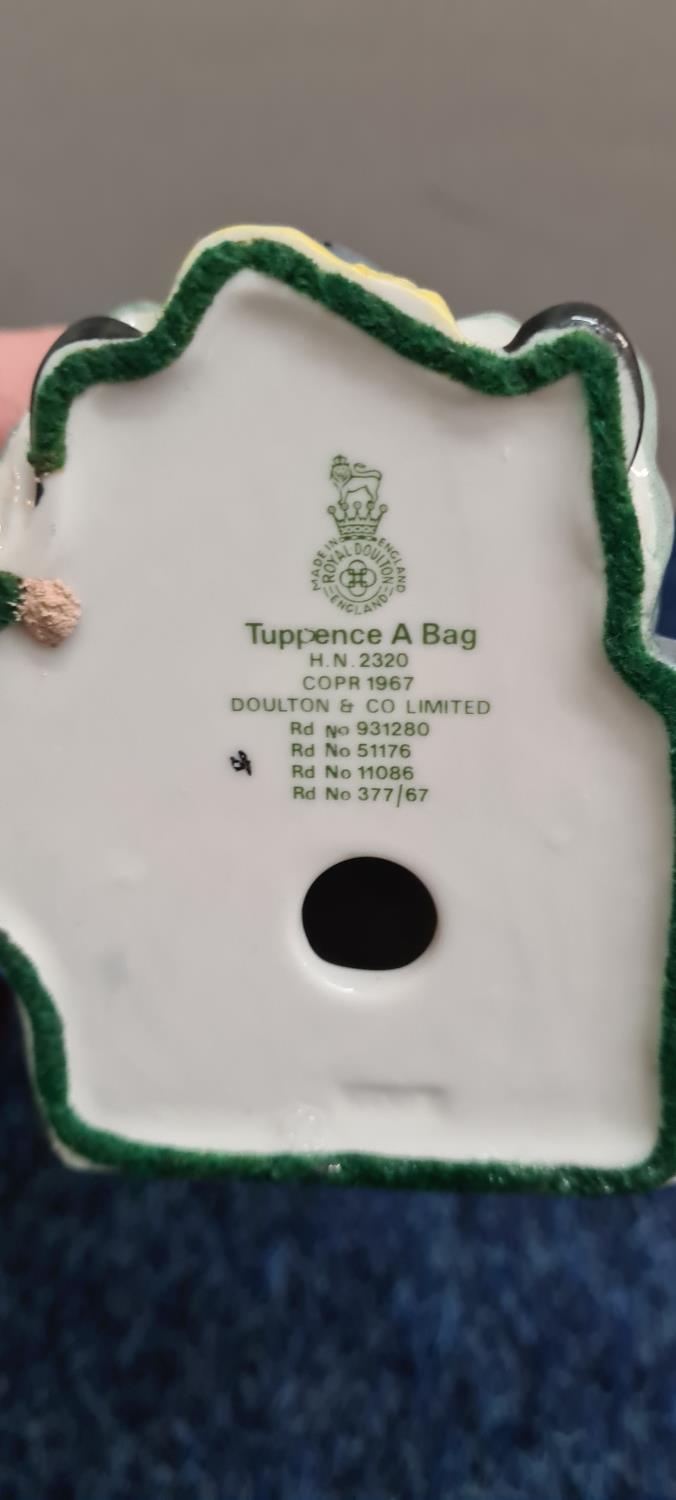 MADE IN ENGLAND
ROYAL DOULTON
ENGLAND
Tuppence A Bag
H.N. 2320
COPR 1967
DOULTON & CO LIMITED
Rd No 931280
Rd No 51176
Rd No 11086
Rd No 377/67